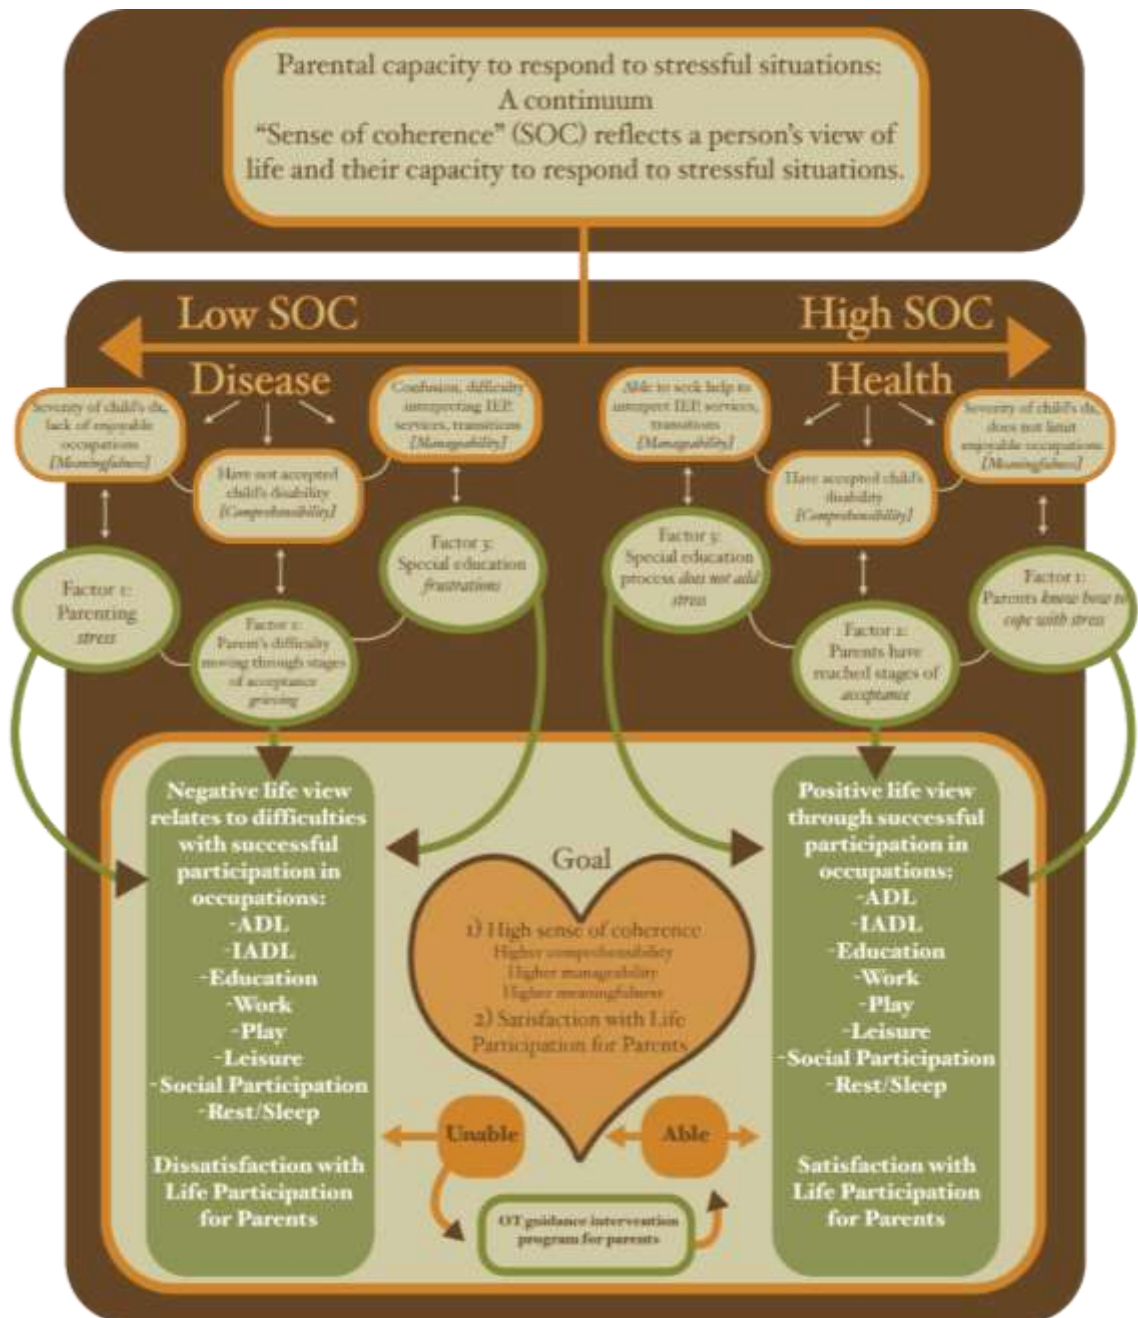 Parental capacity to respond to stressful situations:
A continuum
“Sense of coherence” (SOC) reflects a person’s view of
life and their capacity to respond to stressful situations.
Low SOC
High SOC
Disease
Health
Severity of child's dx,
lack of enjoyable
occupations
[Meaningfulness]
Have not accepted
child's disability
[Comprehensibility]
Confusion, difficulty
interpreting IEP,
services, transitions
[Manageability]
Able to seek help to
interpret IEP, services,
transitions
[Manageability]
Have accepted child's
disability
[Comprehensibility]
Severity of child's dx,
does not limit
enjoyable occupations
[Meaningfulness]
Factor 1:
Parenting
stress
Factor 2:
Parent's difficulty
moving through stages
of acceptance
grieving
Factor 3:
Special education
frustrations
Factor 3:
Special education
process does not add
stress
Factor 2:
Parents have
reached stages of
acceptance
Factor 1:
Parents know how to
cope with stress
Negative life view
relates to difficulties
with successful
participation in
occupations:
-ADL
-IADL
-Education
-Work
-Play
-Leisure
-Social Participation
-Rest/Sleep
Dissatisfaction with
Life Participation
for Parents
Goal
1) High sense of coherence
Higher comprehensibility
Higher manageability
Higher meaningfulness
2) Satisfaction with Life
Participation for Parents
Unable
Able
OT guidance intervention
program for parents
Positive life view
through successful
participation in
occupations:
-ADL
-IADL
-Education
-Work
-Play
-Leisure
-Social Participation
-Rest/Sleep
Satisfaction with
Life Participation
for Parents